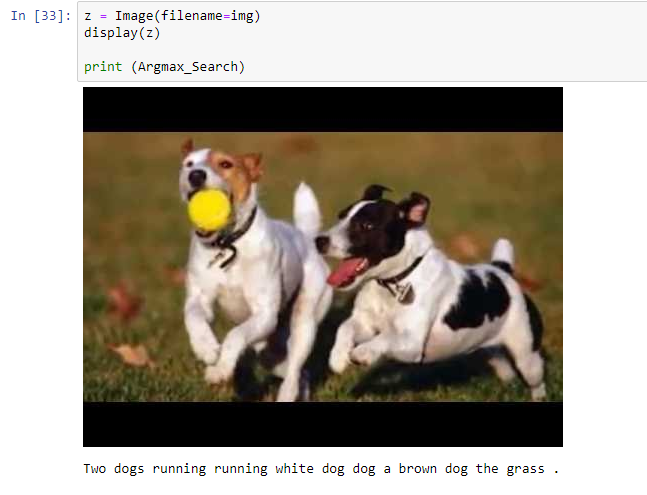 In [33]: z = Image(filename=img)
display(z)
print (Argmax_Search)
Two dogs running running white dog dog a brown dog the grass .